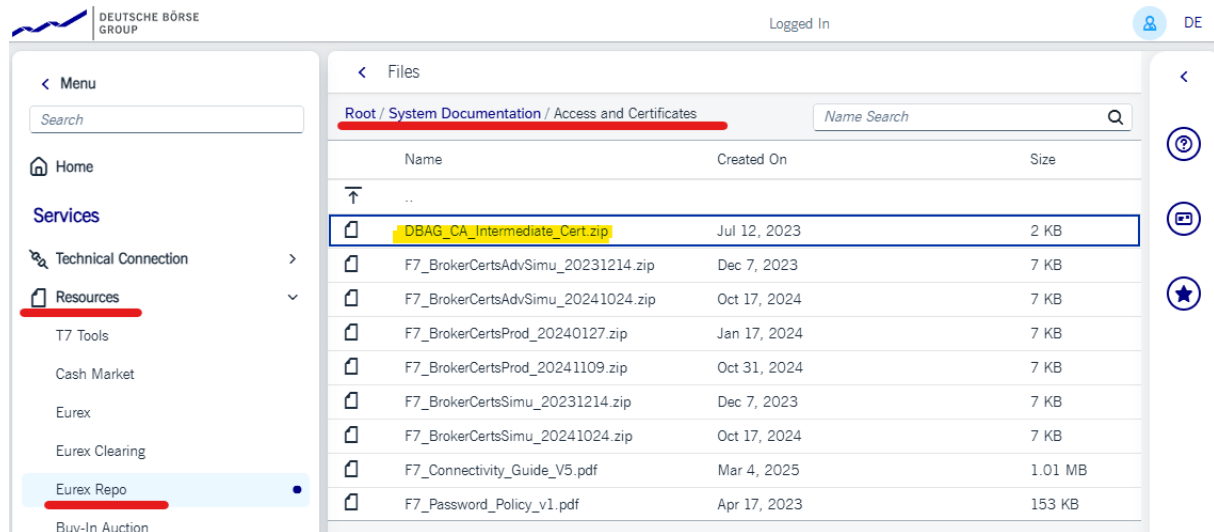 DEUTSCHE BÖRSE
GROUP
Logged In
DE
Menu
Search
Home
Services
Technical Connection
Resources
T7 Tools
Cash Market
Eurex
Eurex Clearing
Eurex Repo
Buy-In Auction
Files
Root / System Documentation / Access and Certificates
Name Search
Name Created On Size
..
DBAG_CA_Intermediate_Cert.zip Jul 12, 2023 2 KB
F7_BrokerCertsAdvSimu_20231214.zip Dec 7, 2023 7 KB
F7_BrokerCertsAdvSimu_20241024.zip Oct 17, 2024 7 KB
F7_BrokerCertsProd_20240127.zip Jan 17, 2024 7 KB
F7_BrokerCertsProd_20241109.zip Oct 31, 2024 7 KB
F7_BrokerCertsSimu_20231214.zip Dec 7, 2023 7 KB
F7_BrokerCertsSimu_20241024.zip Oct 17, 2024 7 KB
F7_Connectivity_Guide_V5.pdf Mar 4, 2025 1.01 MB
F7_Password_Policy_v1.pdf Apr 17, 2023 153 KB